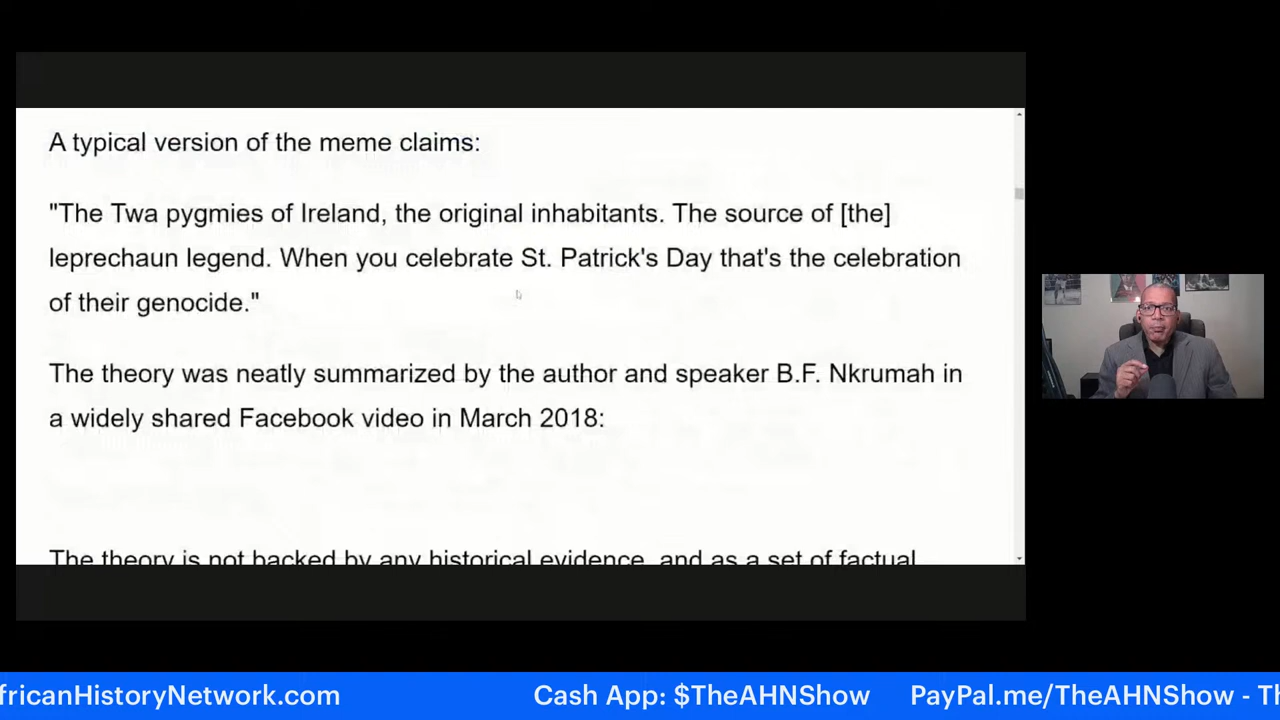 A typical version of the meme claims:
"The Twa pygmies of Ireland, the original inhabitants. The source of [the]
leprechaun legend. When you celebrate St. Patrick's Day that's the celebration
of their genocide."
The theory was neatly summarized by the author and speaker B.F. Nkrumah in
a widely shared Facebook video in March 2018:
The theory is not backed by any historical evidence, and as a set of factual
fricanHistoryNetwork.com Cash App: $TheAHNShow PayPal.me/TheAHNShow - Th